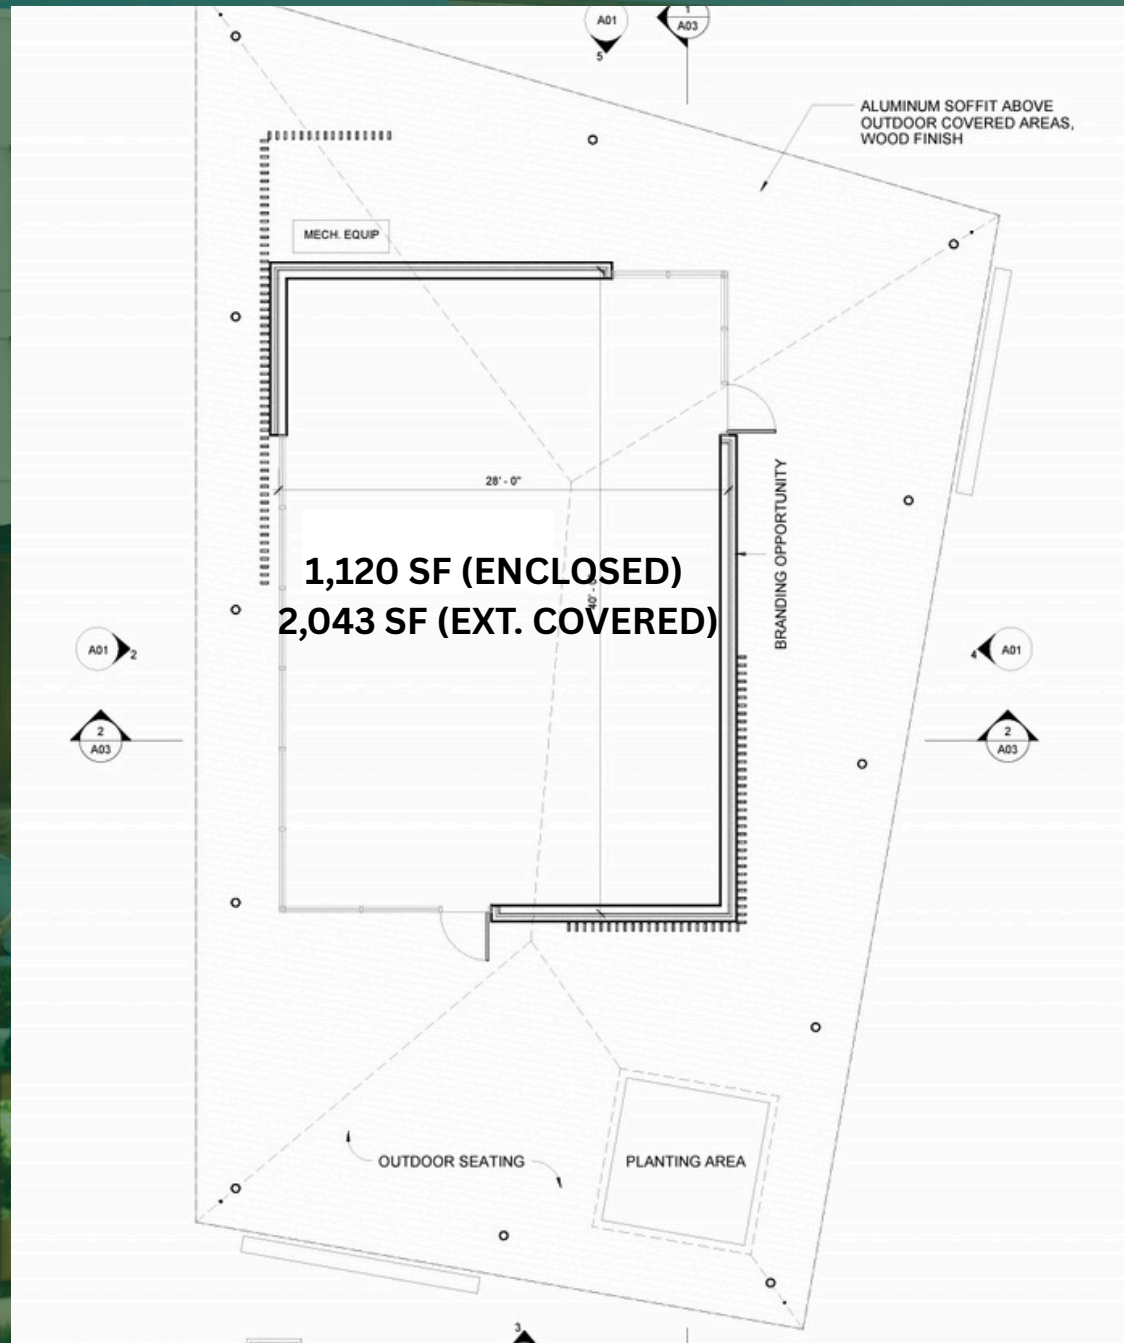 A01
5
1
A03
ALUMINUM SOFFIT ABOVE
OUTDOOR COVERED AREAS,
WOOD FINISH
MECH. EQUIP
28' - 0"
BRANDING OPPORTUNITY
1,120 SF (ENCLOSED)
2,043 SF (EXT. COVERED)
A01
2
4
A01
2
A03
2
A03
OUTDOOR SEATING
PLANTING AREA
3